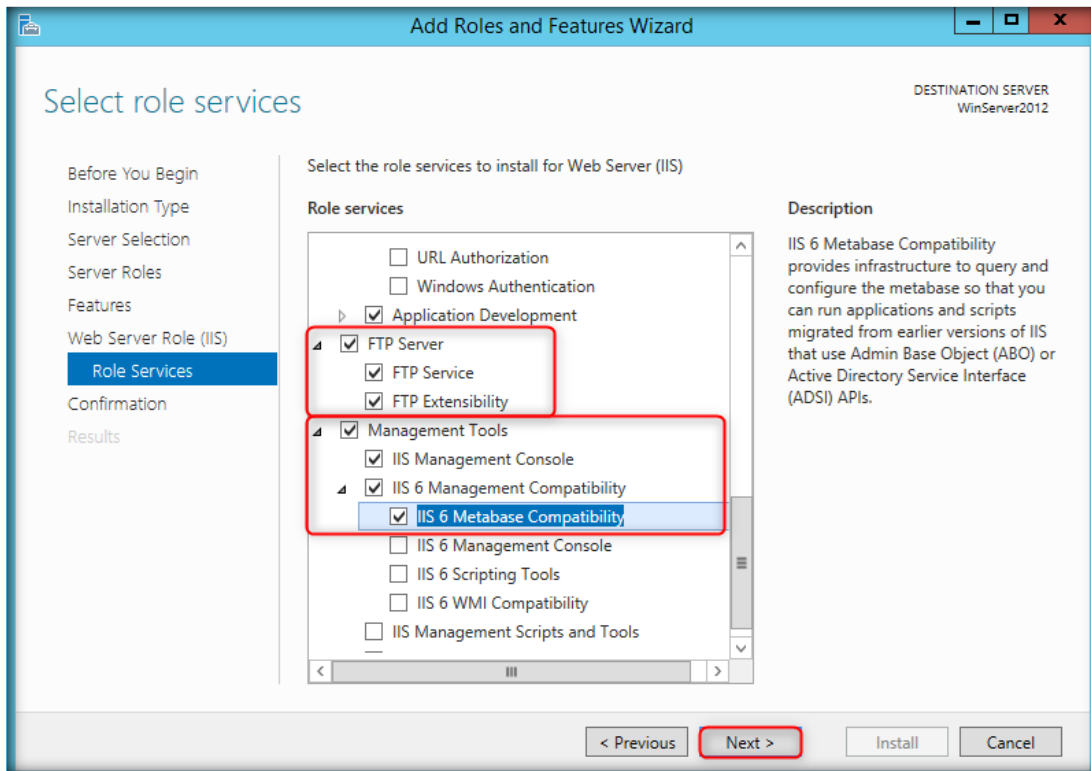 Add Roles and Features Wizard
x
Select role services
DESTINATION SERVER
WinServer2012
Before You Begin
Installation Type
Server Selection
Server Roles
Features
Web Server Role (IIS)
Role Services
Confirmation
Results
Select the role services to install for Web Server (IIS)
Role services
URL Authorization
Windows Authentication
Application Development
FTP Server
FTP Service
FTP Extensibility
Management Tools
IIS Management Console
IIS 6 Management Compatibility
IIS 6 Metabase Compatibility
IIS 6 Management Console
IIS 6 Scripting Tools
IIS 6 WMI Compatibility
IIS Management Scripts and Tools
Description
IIS 6 Metabase Compatibility
provides infrastructure to query and
configure the metabase so that you
can run applications and scripts
migrated from earlier versions of IIS
that use Admin Base Object (ABO) or
Active Directory Service Interface
(ADSI) APIs.
< Previous
Next >
Install
Cancel